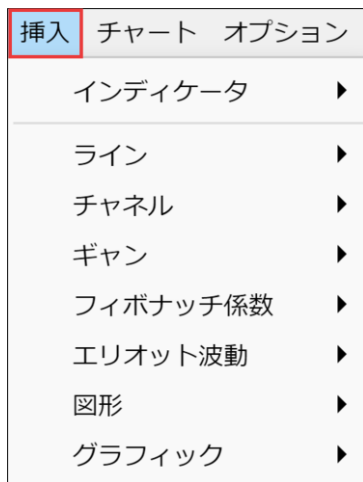 挿入 チャート オプション
インディケータ
ライン
チャネル
ギャン
フィボナッチ係数
エリオット波動
図形
グラフィック